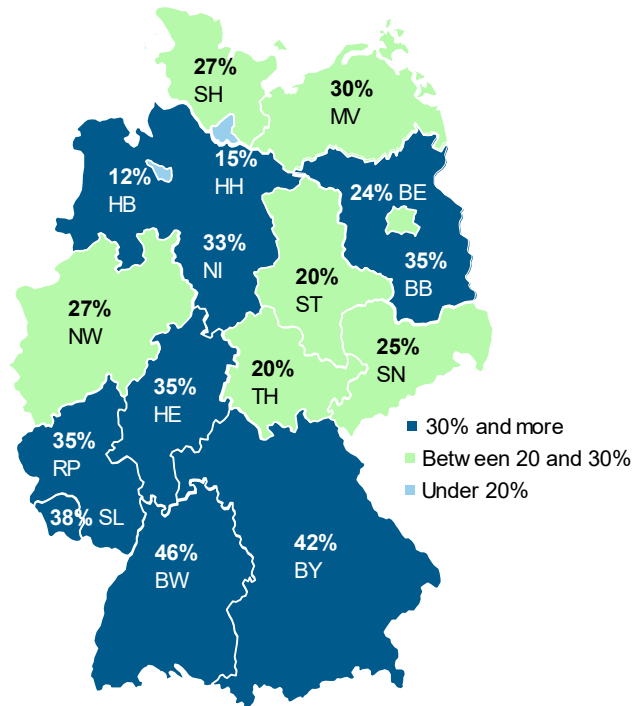 27%
SH
30%
MV
15%
HH
12%
HB
24% BE
33%
NI
35%
BB
20%
ST
27%
NW
25%
SN
20%
TH
35%
HE
35%
RP
38% SL
46%
BW
42%
BY
30% and more
Between 20 and 30%
Under 20%